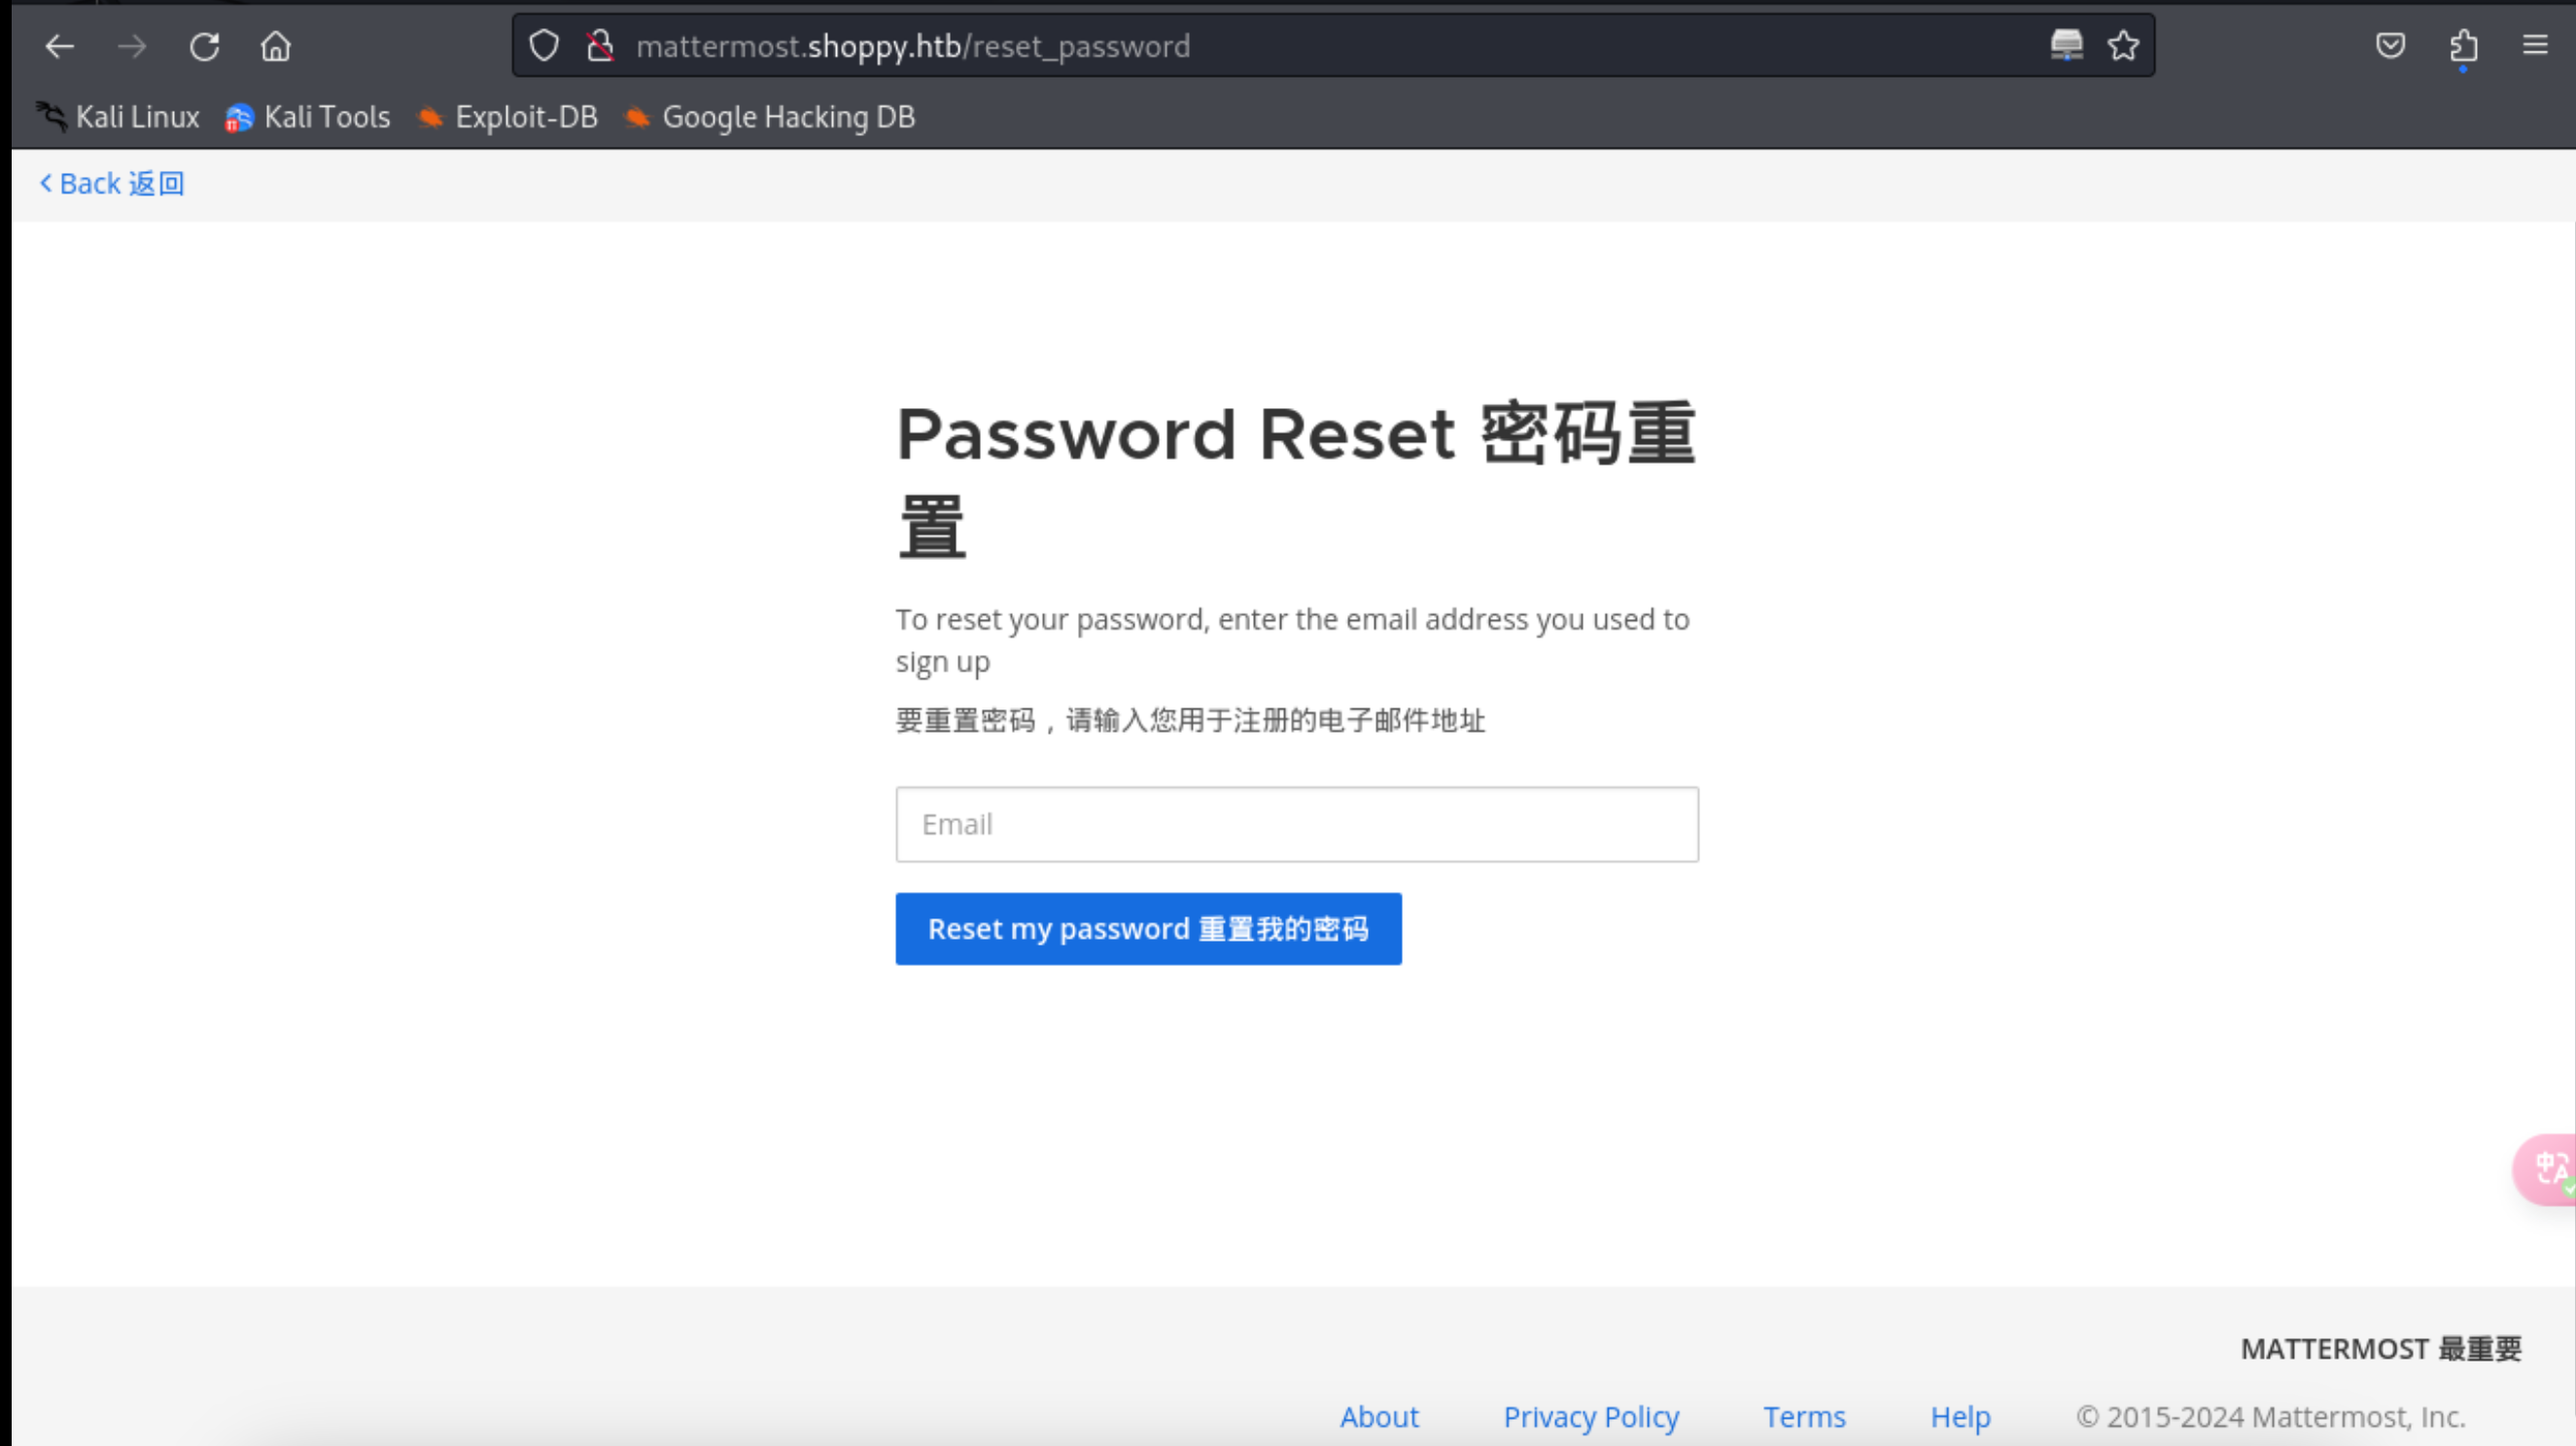 mattermost.shoppy.htb/reset_password
Kali Linux Kali Tools Exploit-DB Google Hacking DB
Back 返回
Password Reset 密码重
置
To reset your password, enter the email address you used to
sign up
要重置密码，请输入您用于注册的电子邮件地址
Email
Reset my password 重置我的密码
中A
MATTERMOST 最重要
About Privacy Policy Terms Help © 2015-2024 Mattermost, Inc.